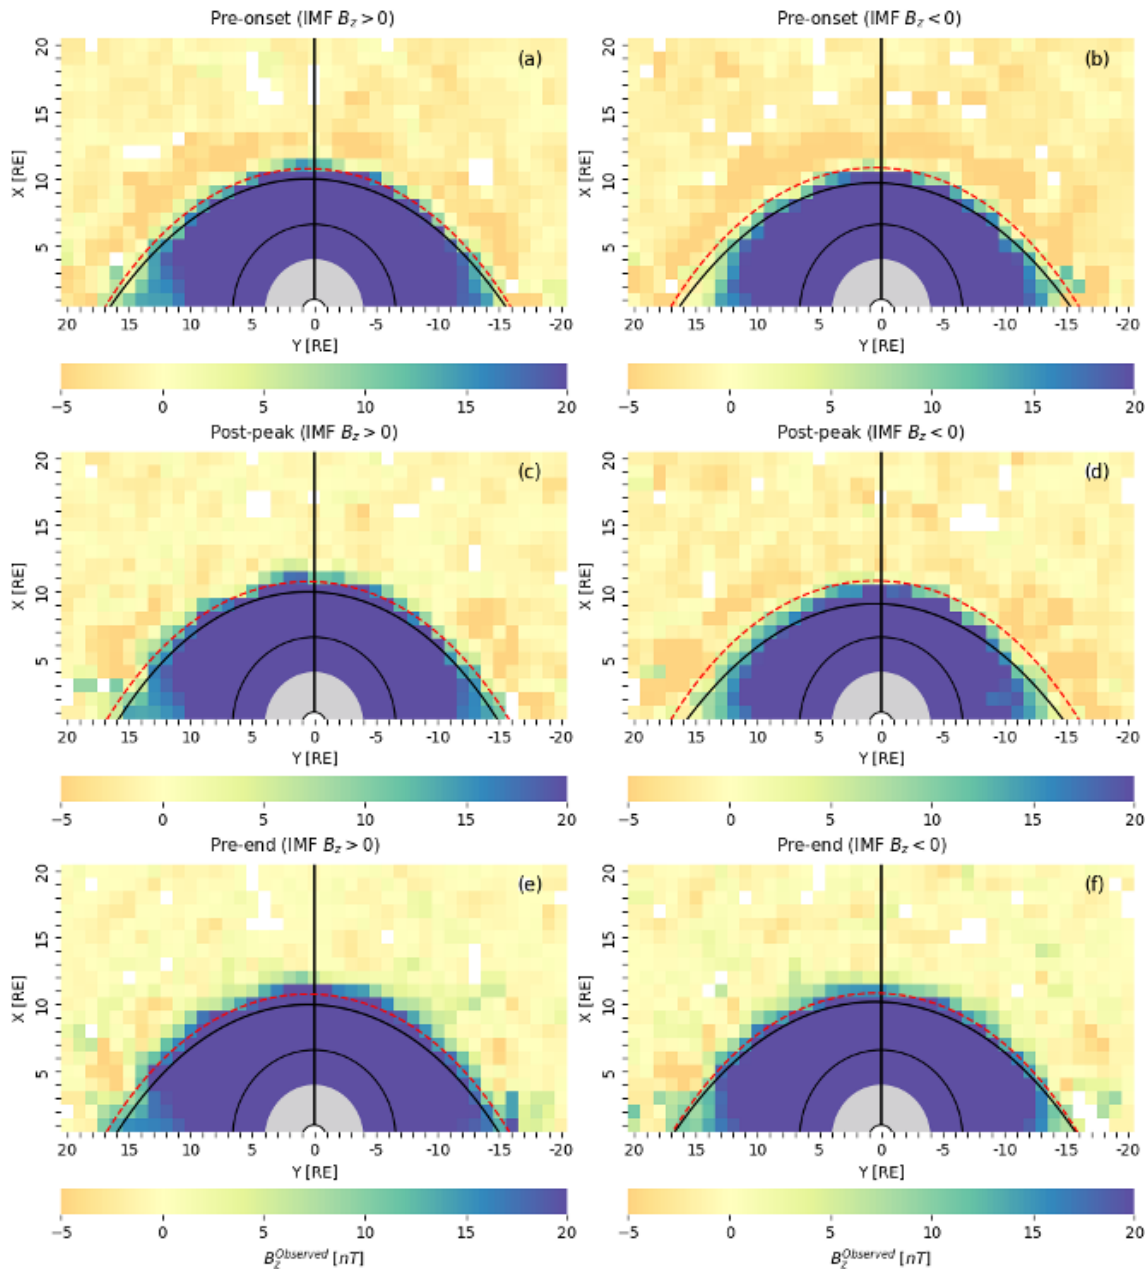 Pre-onset (IMF $B_z > 0$) Pre-onset (IMF $B_z < 0$)
(a) (b)
20 20
15 15
10 10
5 5
X [RE] X [RE]
20 15 10 5 0 -5 -10 -15 -20 20 15 10 5 0 -5 -10 -15 -20
Y [RE] Y [RE]
−5 0 5 10 15 20 −5 0 5 10 15 20
Post-peak (IMF $B_z > 0$) Post-peak (IMF $B_z < 0$)
(c) (d)
20 20
15 15
10 10
5 5
X [RE] X [RE]
20 15 10 5 0 -5 -10 -15 -20 20 15 10 5 0 -5 -10 -15 -20
Y [RE] Y [RE]
−5 0 5 10 15 20 −5 0 5 10 15 20
Pre-end (IMF $B_z > 0$) Pre-end (IMF $B_z < 0$)
(e) (f)
20 20
15 15
10 10
5 5
X [RE] X [RE]
20 15 10 5 0 -5 -10 -15 -20 20 15 10 5 0 -5 -10 -15 -20
Y [RE] Y [RE]
−5 0 5 10 15 20 −5 0 5 10 15 20
$B_z^{Observed}$ [nT] $B_z^{Observed}$ [nT]